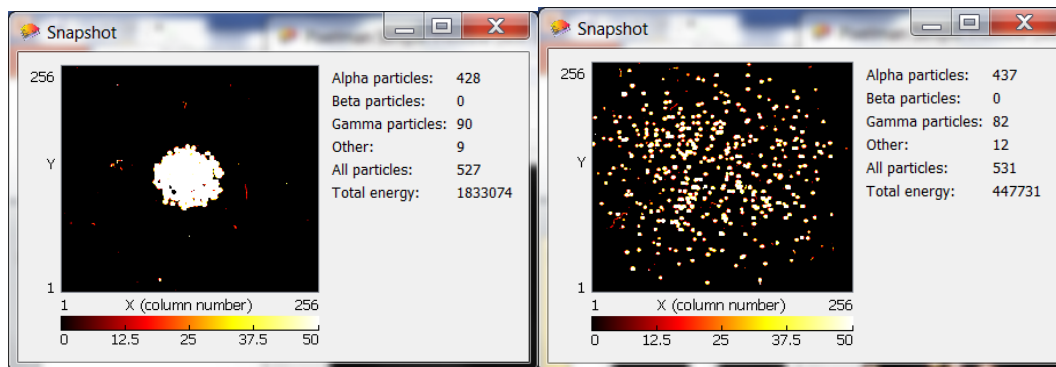 Snapshot
256
Y
1
1 X (column number) 256
0 12.5 25 37.5 50
Alpha particles: 428
Beta particles: 0
Gamma particles: 90
Other: 9
All particles: 527
Total energy: 1833074
Snapshot
256
Y
1
1 X (column number) 256
0 12.5 25 37.5 50
Alpha particles: 437
Beta particles: 0
Gamma particles: 82
Other: 12
All particles: 531
Total energy: 447731